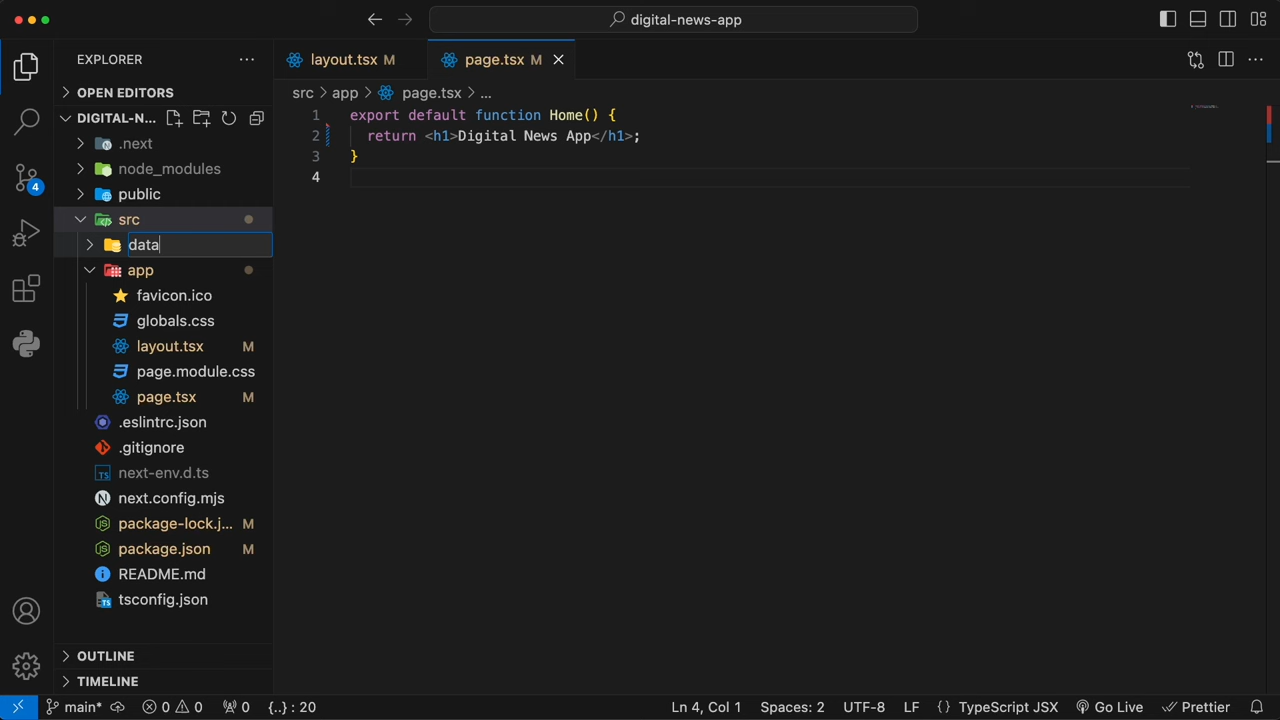 digital-news-app
EXPLORER
layout.tsx M
page.tsx M
OPEN EDITORS
src > app > page.tsx > ...
DIGITAL-N...
1 export default function Home() {
2 return <h1>Digital News App</h1>;
3 }
4
.next
node_modules
public
src
data
app
favicon.ico
globals.css
layout.tsx M
page.module.css
page.tsx M
.eslintrc.json
.gitignore
next-env.d.ts
next.config.mjs
package-lock.j... M
package.json M
README.md
tsconfig.json
OUTLINE
TIMELINE
4
main* 0 0 0 {..} : 20 Ln 4, Col 1 Spaces: 2 UTF-8 LF {} TypeScript JSX Go Live Prettier